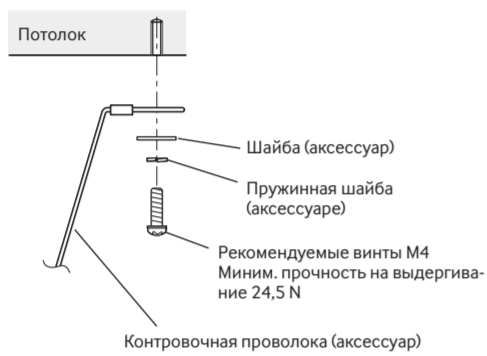 Потолок
Шайба (аксессуар)
Пружинная шайба
(аксессуаре)
Рекомендуемые винты M4
Миним. прочность на выдергива-
ние 24,5 N
Контровочная проволока (аксессуар)